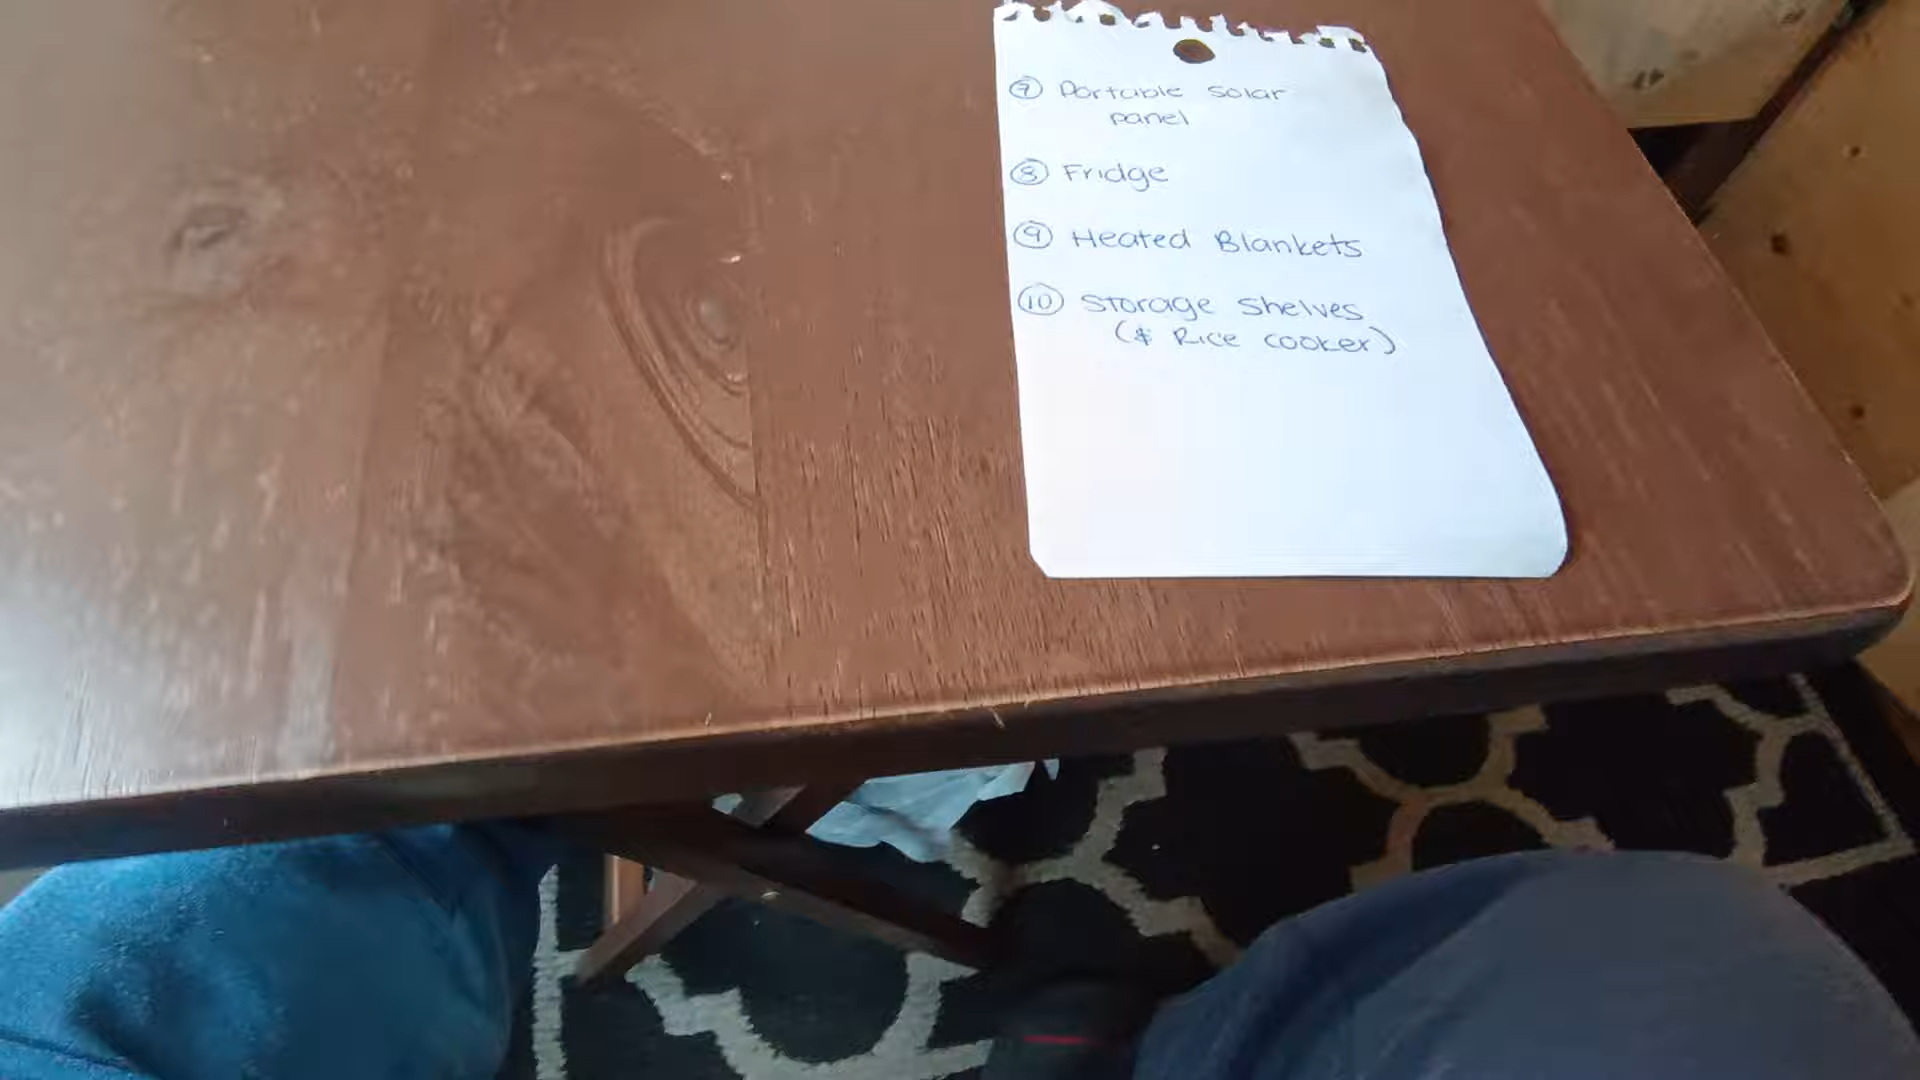 7 Portable solar
panel
8 Fridge
9 Heated Blankets
10 Storage Shelves
(& Rice cooker)